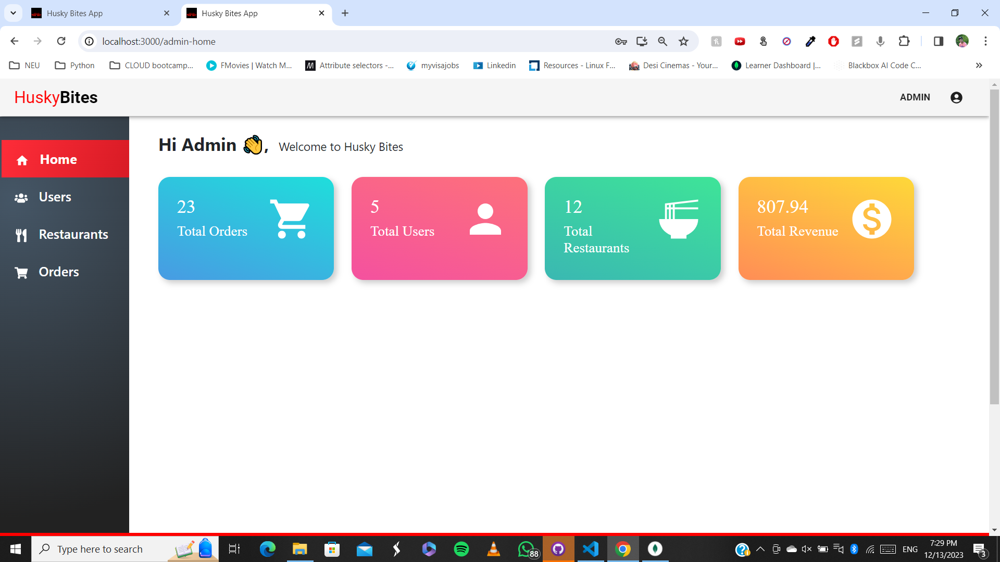 Husky Bites App
Husky Bites App
localhost:3000/admin-home
NEU
Python
CLOUD bootcamp...
FMovies | Watch M...
Attribute selectors -...
myvisajobs
Linkedin
Resources - Linux F...
Desi Cinemas - Your...
Learner Dashboard |...
Blackbox AI Code C...
HuskyBites
ADMIN
Hi Admin 👋, Welcome to Husky Bites
Home
Users
Restaurants
Orders
23
Total Orders
5
Total Users
12
Total
Restaurants
807.94
Total Revenue
Type here to search
88
ENG
7:29 PM
12/13/2023
3